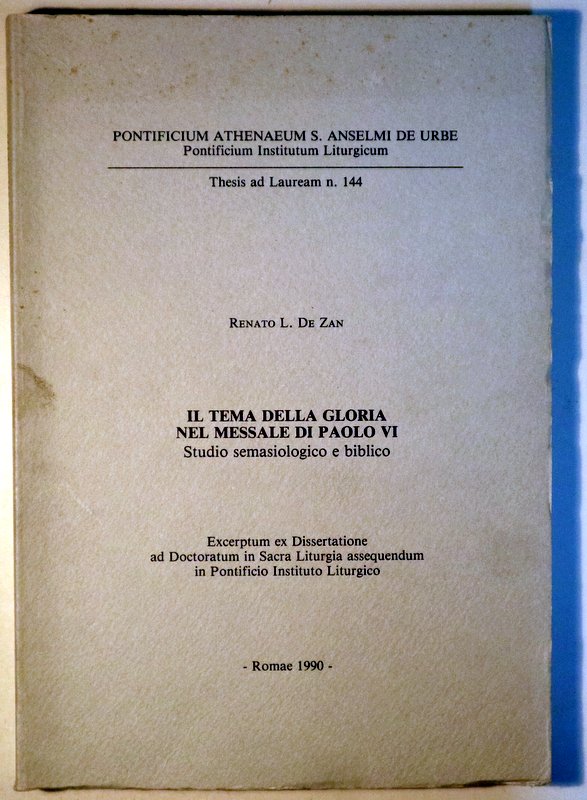 PONTIFICIUM ATHENAEUM S. ANSELMI DE URBE
Pontificium Institutum Liturgicum
Thesis ad Lauream n. 144
RENATO L. DE ZAN
IL TEMA DELLA GLORIA
NEL MESSALE DI PAOLO VI
Studio semasiologico e biblico
Excerptum ex Dissertatione
ad Doctoratum in Sacra Liturgia assequendum
in Pontificio Instituto Liturgico
- Romae 1990 -